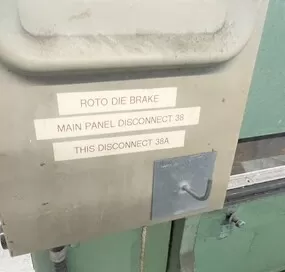 ROTO DIE BRAKE
MAIN PANEL DISCONNECT 38
THIS DISCONNECT 38A